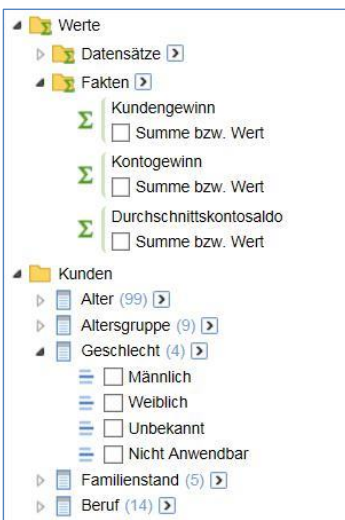 Werte
Datensätze
Fakten
Kundengewinn
Summe bzw. Wert
Kontogewinn
Summe bzw. Wert
Durchschnittskontosaldo
Summe bzw. Wert
Kunden
Alter (99)
Altersgruppe (9)
Geschlecht (4)
Männlich
Weiblich
Unbekannt
Nicht Anwendbar
Familienstand (5)
Beruf (14)